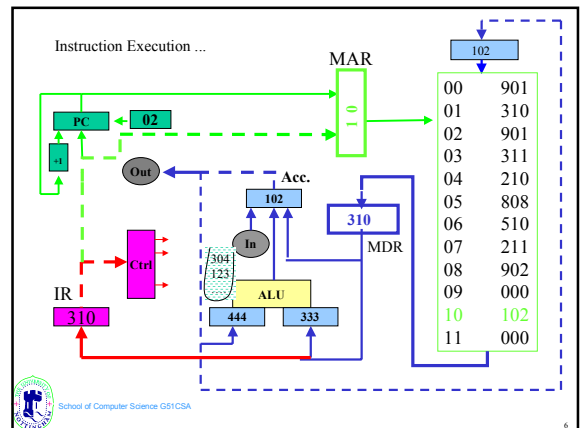 Instruction Execution ...
MAR
102
PC
02
10
+1
Out
Acc.
102
310
MDR
In
304
123
Ctrl
ALU
IR
310
444
333
00 901
01 310
02 901
03 311
04 210
05 808
06 510
07 211
08 902
09 000
10 102
11 000
NOTTINGHAM
School of Computer Science G51CSA
6